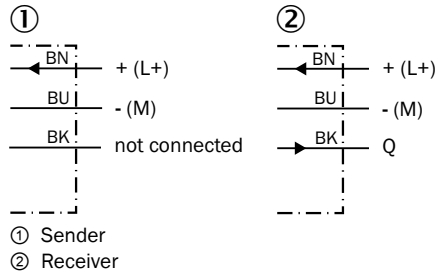 ① ②
BN + (L+) BN + (L+)
BU - (M) BU - (M)
BK not connected BK Q
① Sender
② Receiver